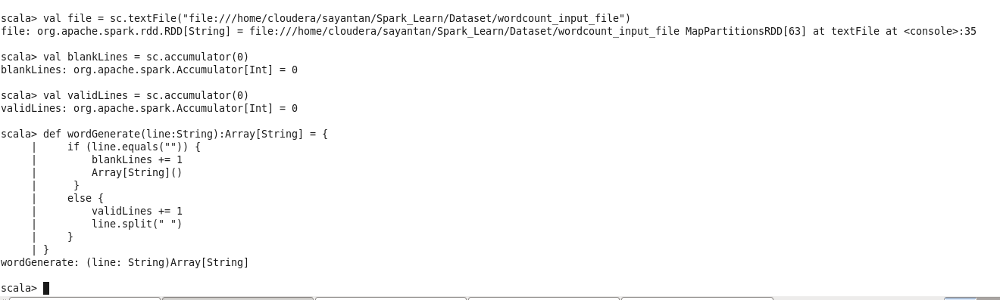 scala> val file = sc.textFile("file:///home/cloudera/sayantan/Spark_Learn/Dataset/wordcount_input_file")
file: org.apache.spark.rdd.RDD[String] = file:///home/cloudera/sayantan/Spark_Learn/Dataset/wordcount_input_file MapPartitionsRDD[63] at textFile at <console>:35
scala> val blankLines = sc.accumulator(0)
blankLines: org.apache.spark.Accumulator[Int] = 0
scala> val validLines = sc.accumulator(0)
validLines: org.apache.spark.Accumulator[Int] = 0
scala> def wordGenerate(line:String):Array[String] = {
     |     if (line.equals("")) {
     |         blankLines += 1
     |         Array[String]()
     |      }
     |     else {
     |         validLines += 1
     |         line.split(" ")
     |     }
     | }
wordGenerate: (line: String)Array[String]
scala>